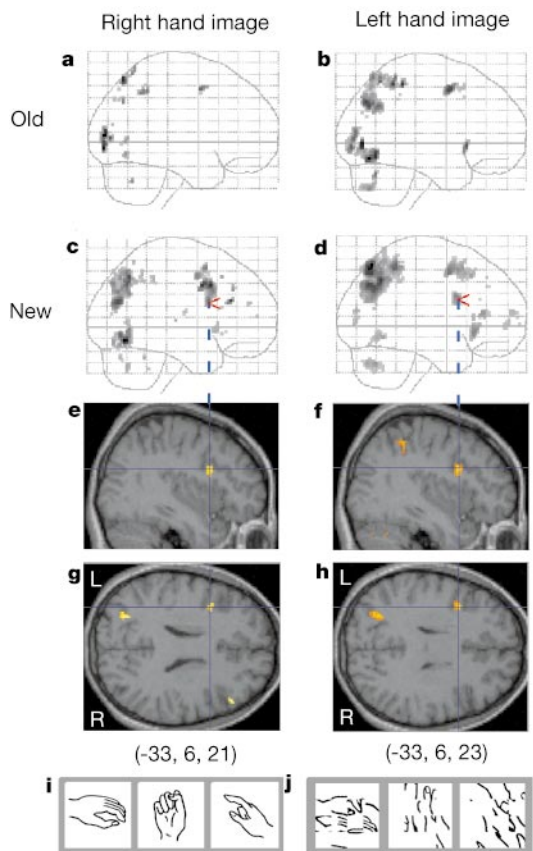 Right hand image Left hand image
a b
Old
c d
New
< <
e f
g h
L L
R R
(-33, 6, 21) (-33, 6, 23)
i j